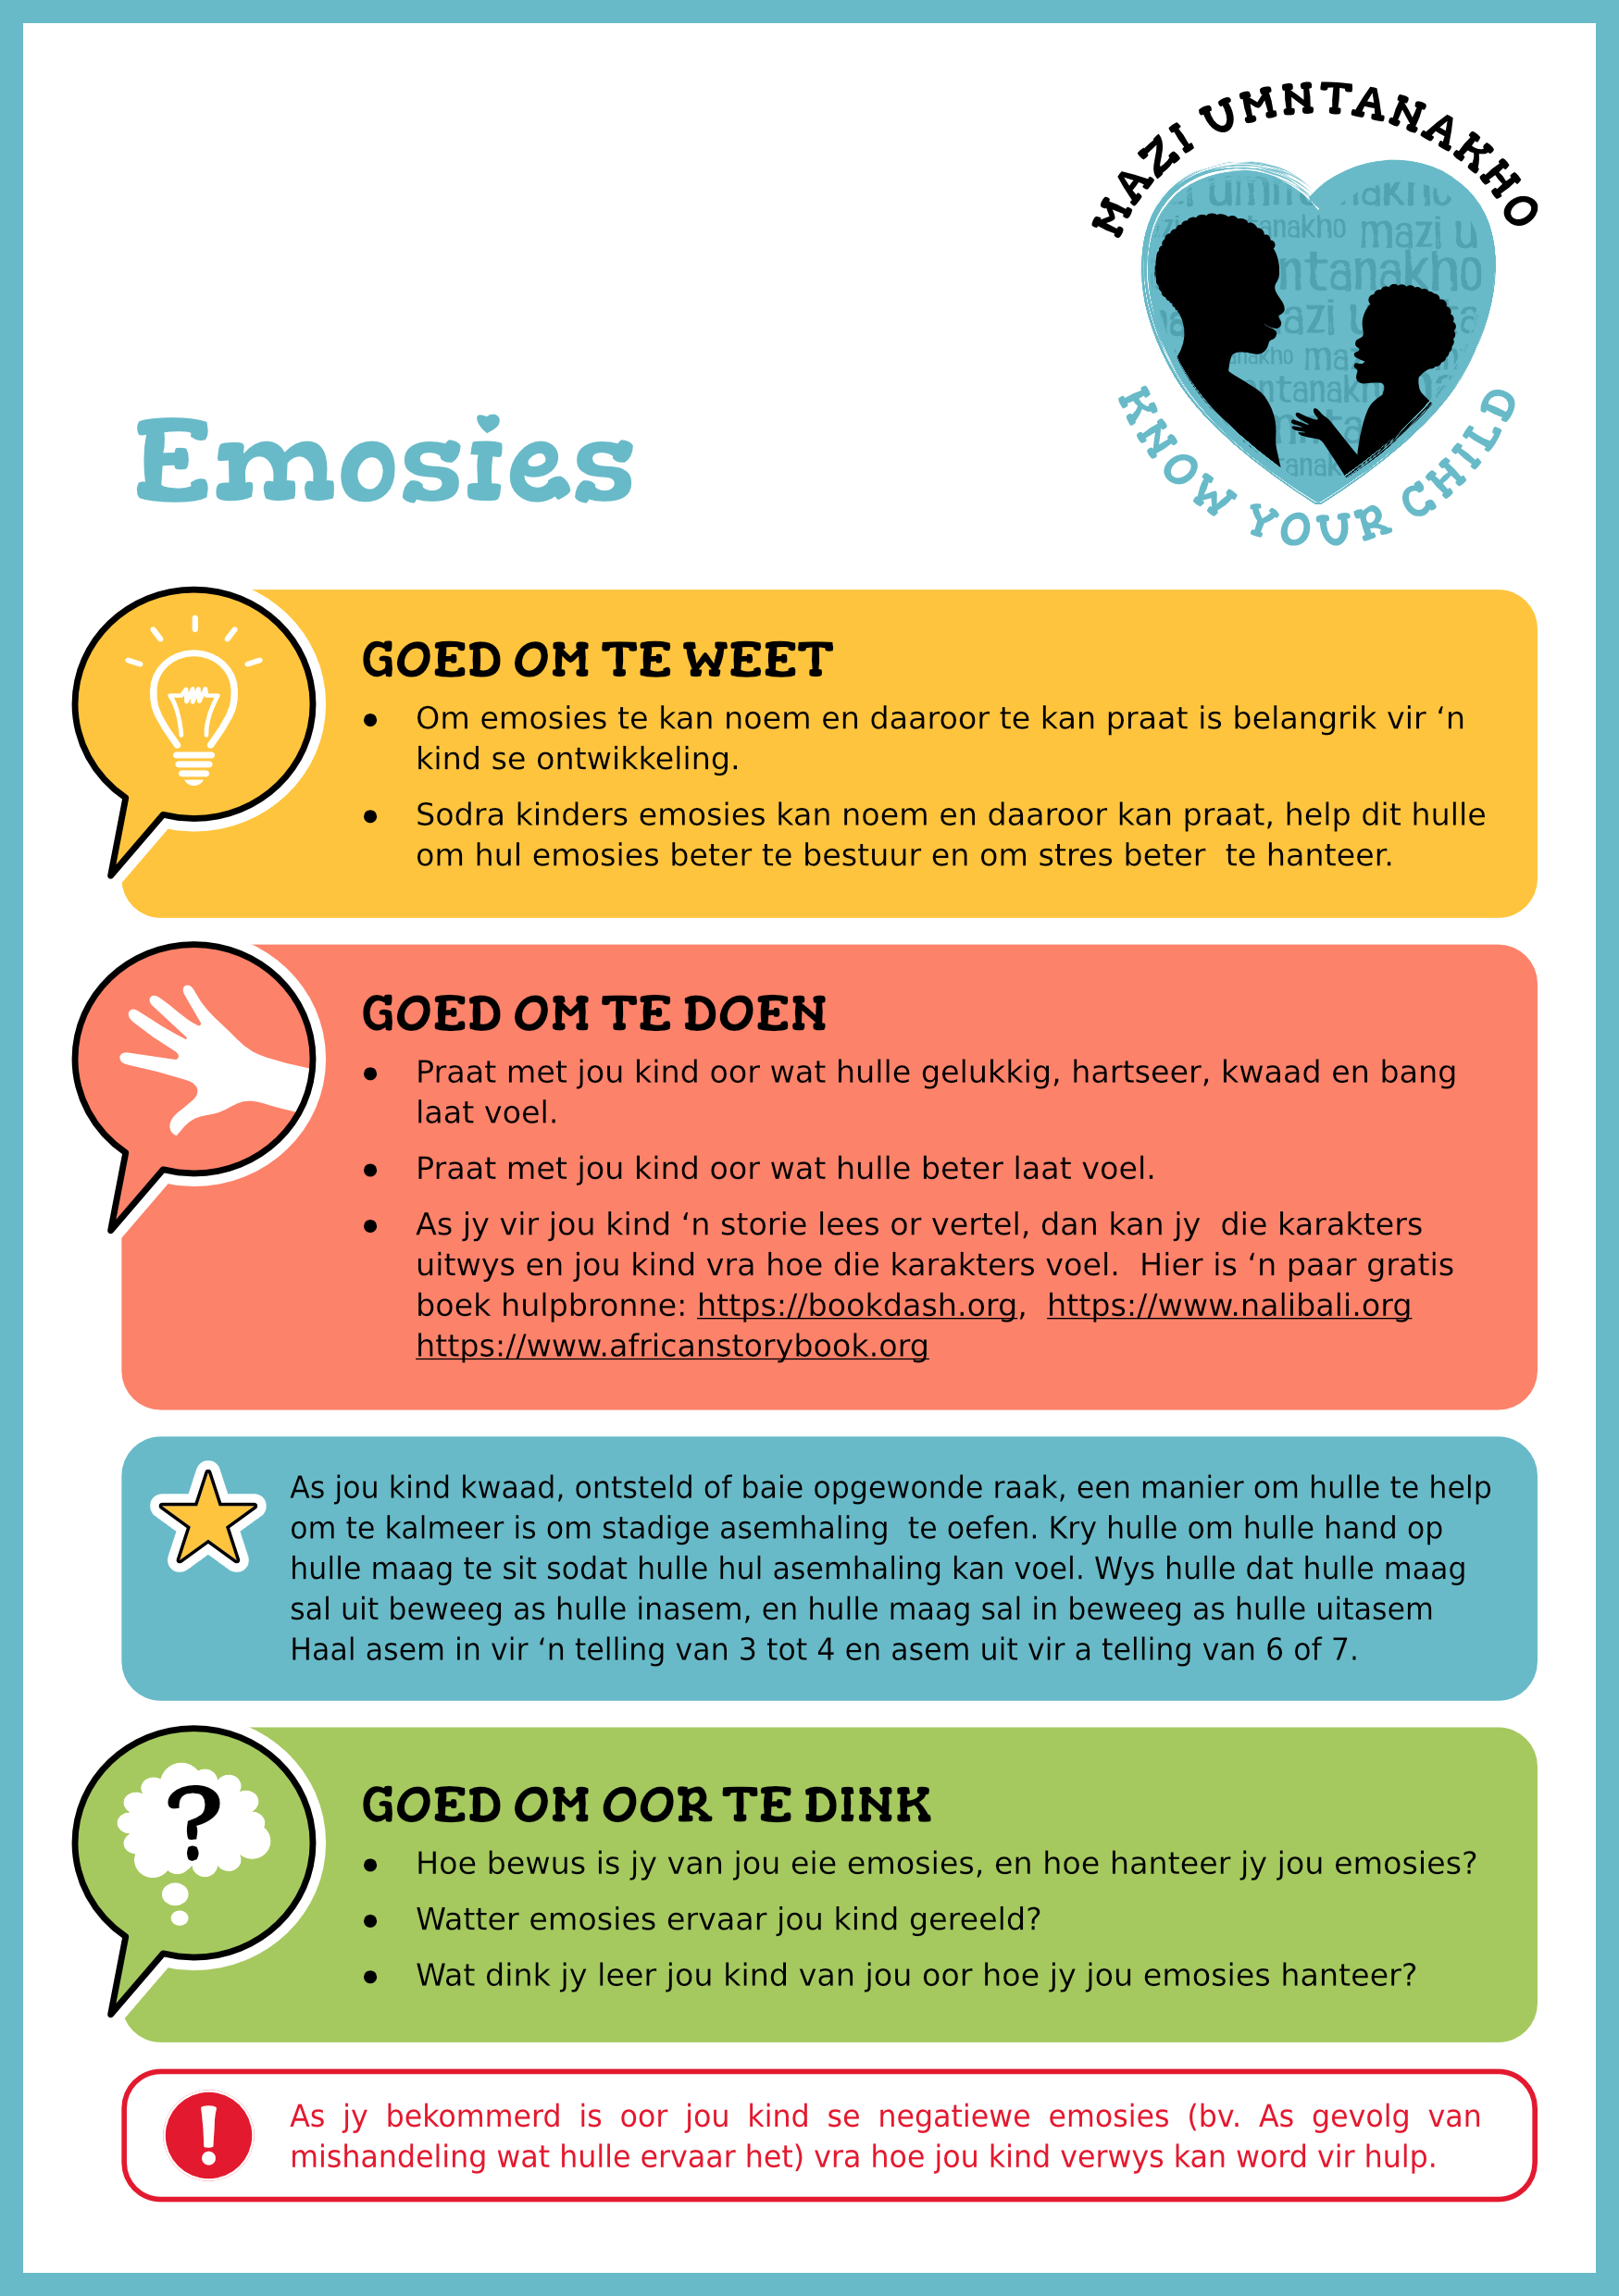 MAZI UMNTANAKHO
KNOW YOUR CHILD
Emosies
GOED OM TE WEET
• Om emosies te kan noem en daaroor te kan praat is belangrik vir ‘n
kind se ontwikkeling.
• Sodra kinders emosies kan noem en daaroor kan praat, help dit hulle
om hul emosies beter te bestuur en om stres beter  te hanteer.
GOED OM TE DOEN
• Praat met jou kind oor wat hulle gelukkig, hartseer, kwaad en bang
laat voel.
• Praat met jou kind oor wat hulle beter laat voel.
• As jy vir jou kind ‘n storie lees or vertel, dan kan jy  die karakters
uitwys en jou kind vra hoe die karakters voel.  Hier is ‘n paar gratis
boek hulpbronne: https://bookdash.org,  https://www.nalibali.org
https://www.africanstorybook.org
As jou kind kwaad, ontsteld of baie opgewonde raak, een manier om hulle te help
om te kalmeer is om stadige asemhaling  te oefen. Kry hulle om hulle hand op
hulle maag te sit sodat hulle hul asemhaling kan voel. Wys hulle dat hulle maag
sal uit beweeg as hulle inasem, en hulle maag sal in beweeg as hulle uitasem
Haal asem in vir ‘n telling van 3 tot 4 en asem uit vir a telling van 6 of 7.
?
GOED OM OOR TE DINK
• Hoe bewus is jy van jou eie emosies, en hoe hanteer jy jou emosies?
• Watter emosies ervaar jou kind gereeld?
• Wat dink jy leer jou kind van jou oor hoe jy jou emosies hanteer?
!
As jy bekommerd is oor jou kind se negatiewe emosies (bv. As gevolg van
mishandeling wat hulle ervaar het) vra hoe jou kind verwys kan word vir hulp.